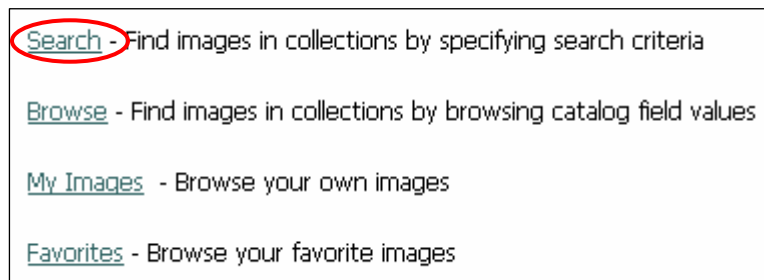 Search - Find images in collections by specifying search criteria
Browse - Find images in collections by browsing catalog field values
My Images - Browse your own images
Favorites - Browse your favorite images